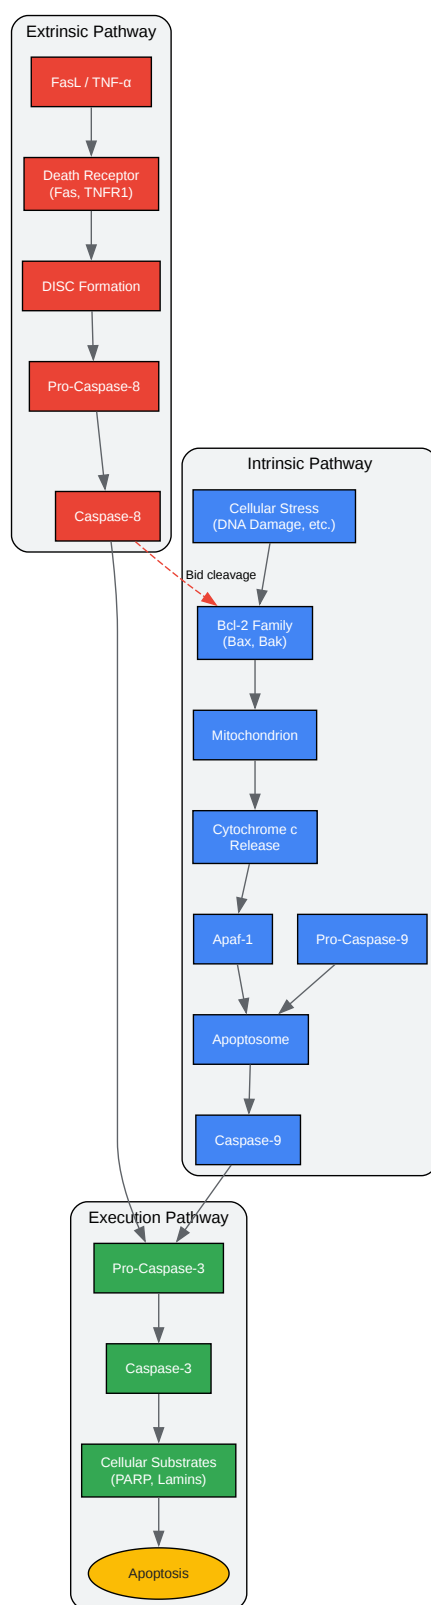 Extrinsic Pathway
FasL / TNF-α
Death Receptor
(Fas, TNFR1)
DISC Formation
Pro-Caspase-8
Caspase-8
Intrinsic Pathway
Cellular Stress
(DNA Damage, etc.)
Bid cleavage
Bcl-2 Family
(Bax, Bak)
Mitochondrion
Cytochrome c
Release
Apaf-1
Pro-Caspase-9
Apoptosome
Caspase-9
Execution Pathway
Pro-Caspase-3
Caspase-3
Cellular Substrates
(PARP, Lamins)
Apoptosis